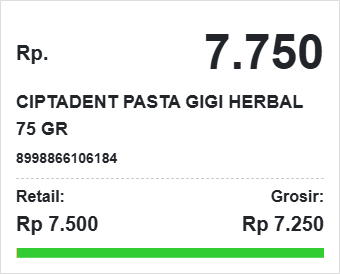 Rp. 7.750
CIPTADENT PASTA GIGI HERBAL
75 GR
8998866106184
Retail: Grosir:
Rp 7.500 Rp 7.250